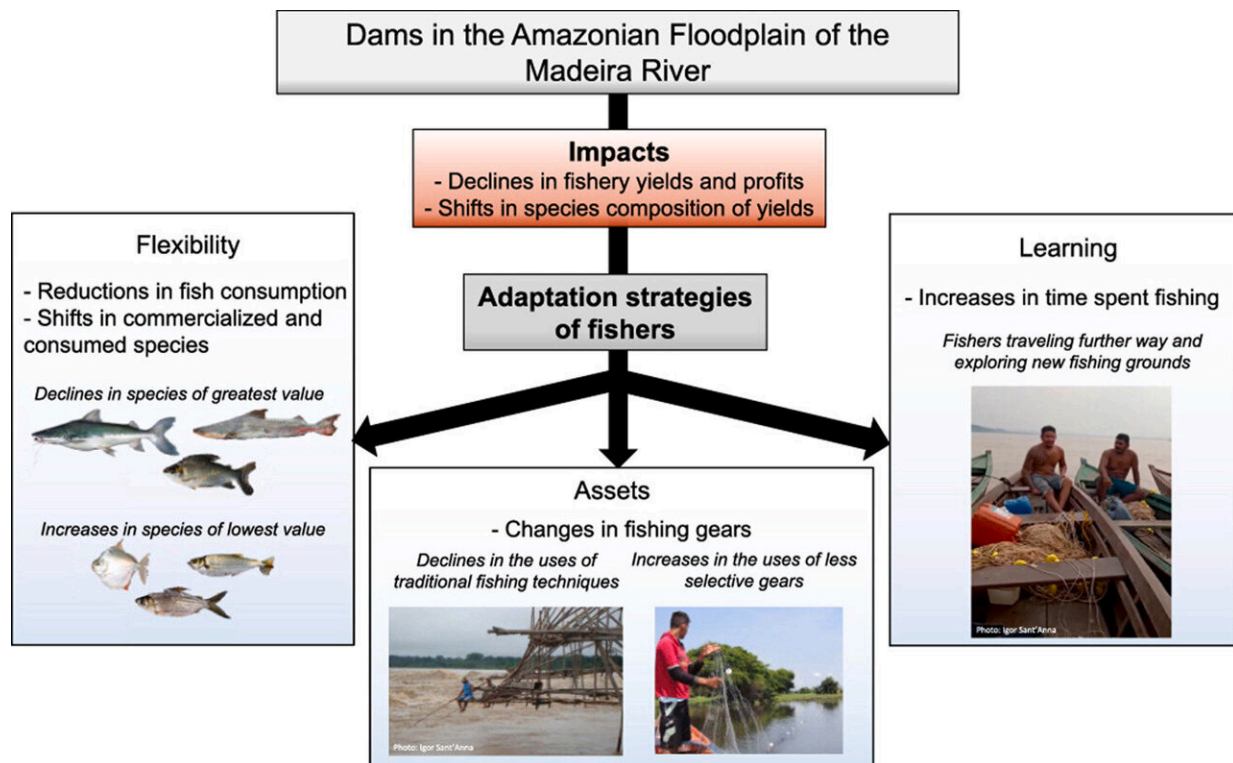 Dams in the Amazonian Floodplain of the
Madeira River
Impacts
- Declines in fishery yields and profits
- Shifts in species composition of yields
Adaptation strategies
of fishers
Flexibility
- Reductions in fish consumption
- Shifts in commercialized and
consumed species
Declines in species of greatest value
Increases in species of lowest value
Assets
- Changes in fishing gears
Declines in the uses of
traditional fishing techniques
Photo: Igor Sant'Anna
Increases in the uses of less
selective gears
Learning
- Increases in time spent fishing
Fishers traveling further way and
exploring new fishing grounds
Photo: Igor Sant'Anna